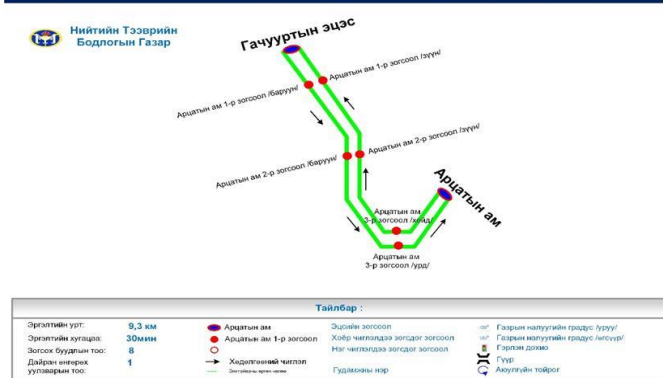 Нийтийн Тээврийн
Бодлогын Газар
Гачууртын эцэс
Арцатын ам 1-р зогсоол /зүүн/
Арцатын ам 1-р зогсоол /баруун/
Арцатын ам 2-р зогсоол /зүүн/
Арцатын ам 2-р зогсоол /баруун/
Арцатын ам
Арцатын ам
3-р зогсоол /хойд/
Арцатын ам
3-р зогсоол /урд/
Тайлбар :
Эргэлтийн урт: 9,3 км
Эргэлтийн хугацаа: 30мин
Зогсох буудлын тоо: 8
Дайран өнгөрөх
уулзварын тоо: 1
Арцатын ам Эцсийн зогсоол
Арцатын ам 1-р зогсоол Хоёр чиглэлдээ зогсдог зогсоол
Нэг чиглэлдээ зогсдог зогсоол
Хөдөлгөөний чиглэл
Гудамжны нэр
Газрын налуугийн градус /уруу/
Газрын налуугийн градус /өгсүүр/
Гэрлэн дохио
Гүүр
Аюулгүйн тойрог